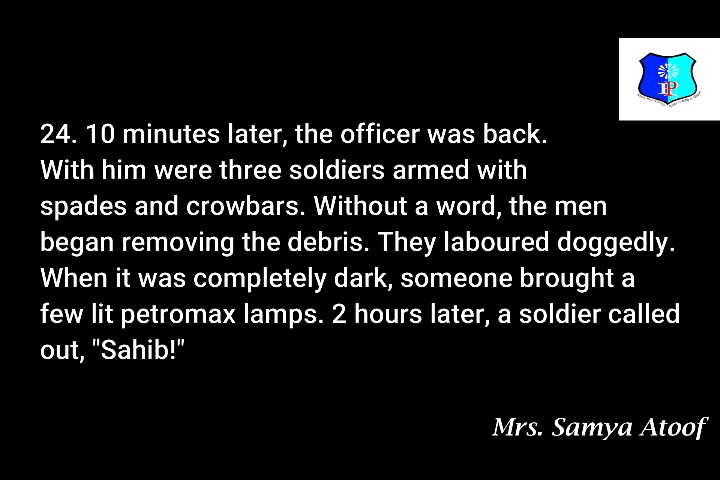 24. 10 minutes later, the officer was back.
With him were three soldiers armed with
spades and crowbars. Without a word, the men
began removing the debris. They laboured doggedly.
When it was completely dark, someone brought a
few lit petromax lamps. 2 hours later, a soldier called
out, "Sahib!"
Mrs. Samya Atoof